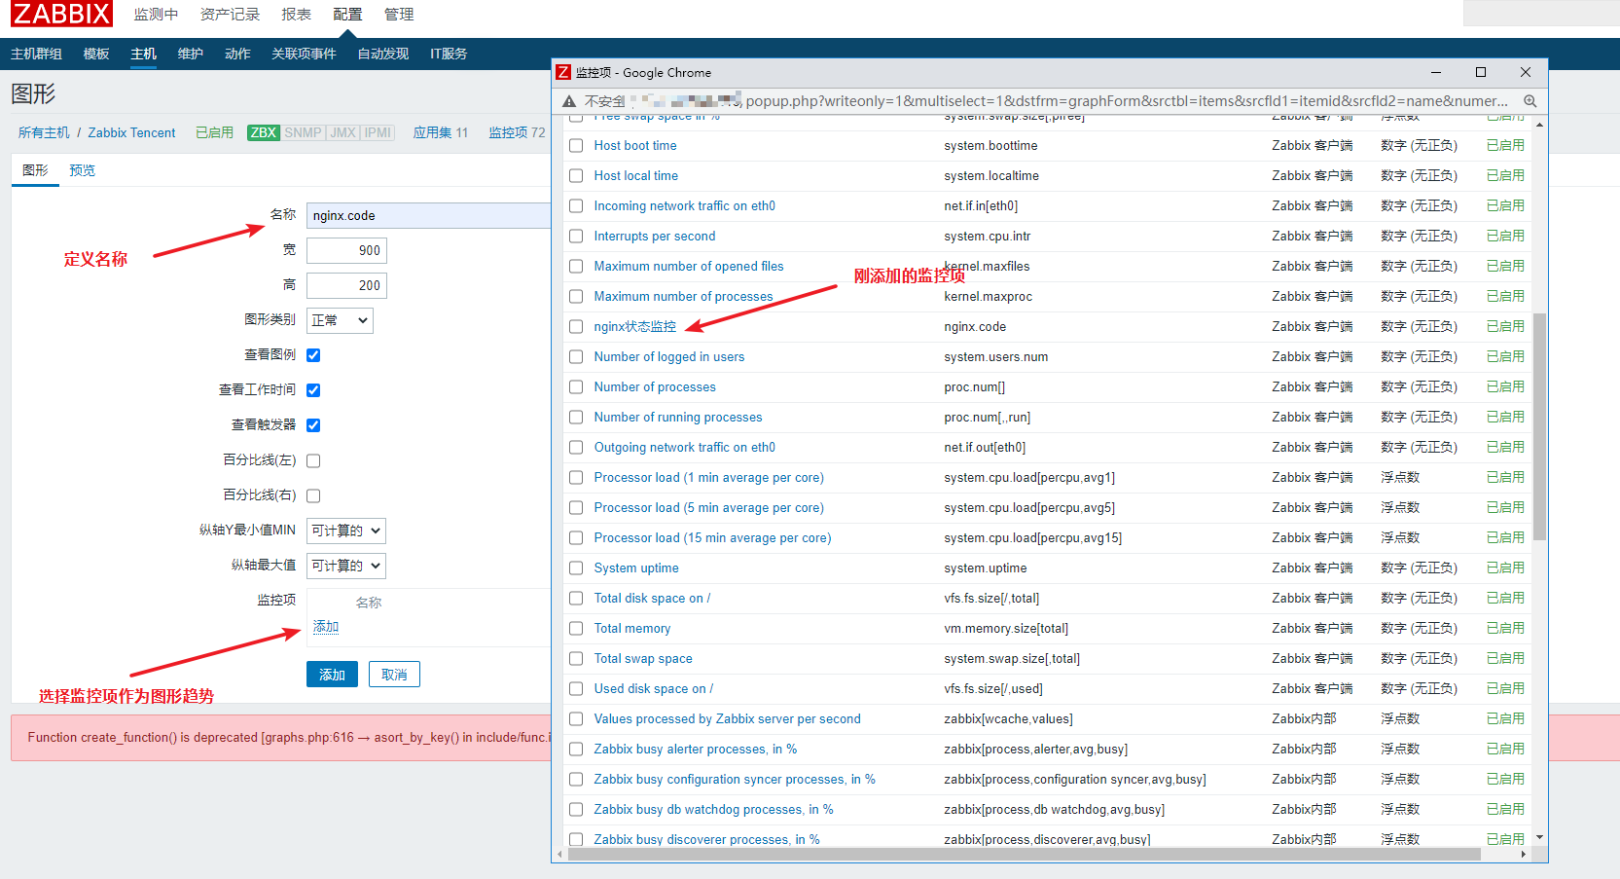 ZABBIX 监测中 资产记录 报表 配置 管理
主机群组 模板 主机 维护 动作 关联项事件 自动发现 IT服务
图形
所有主机 / Zabbix Tencent 已启用 ZBX SNMP JMX IPMI 应用集 11 监控项 72
图形 预览
名称 nginx.code
定义名称
宽 900
高 200
图形类别 正常
查看图例
查看工作时间
查看触发器
百分比线(左)
百分比线(右)
纵轴Y最小值MIN 可计算的
纵轴最大值 可计算的
监控项 名称
添加
添加 取消
选择监控项作为图形趋势
Function create_function() is deprecated [graphs.php:616 → asort_by_key() in include/func.i
Z 监控项 - Google Chrome
不安全 popup.php?writeonly=1&multiselect=1&dstfrm=graphForm&srctbl=items&srcfld1=itemid&srcfld2=name&numer...
Free swap space in % system.swap.size[,pfree] Zabbix 客户端 浮点数 已启用
Host boot time system.boottime Zabbix 客户端 数字 (无正负) 已启用
Host local time system.localtime Zabbix 客户端 数字 (无正负) 已启用
Incoming network traffic on eth0 net.if.in[eth0] Zabbix 客户端 数字 (无正负) 已启用
Interrupts per second system.cpu.intr Zabbix 客户端 数字 (无正负) 已启用
Maximum number of opened files kernel.maxfiles Zabbix 客户端 数字 (无正负) 已启用
刚添加的监控项
Maximum number of processes kernel.maxproc Zabbix 客户端 数字 (无正负) 已启用
nginx状态监控 nginx.code Zabbix 客户端 数字 (无正负) 已启用
Number of logged in users system.users.num Zabbix 客户端 数字 (无正负) 已启用
Number of processes proc.num[] Zabbix 客户端 数字 (无正负) 已启用
Number of running processes proc.num[,,run] Zabbix 客户端 数字 (无正负) 已启用
Outgoing network traffic on eth0 net.if.out[eth0] Zabbix 客户端 数字 (无正负) 已启用
Processor load (1 min average per core) system.cpu.load[percpu,avg1] Zabbix 客户端 浮点数 已启用
Processor load (5 min average per core) system.cpu.load[percpu,avg5] Zabbix 客户端 浮点数 已启用
Processor load (15 min average per core) system.cpu.load[percpu,avg15] Zabbix 客户端 浮点数 已启用
System uptime system.uptime Zabbix 客户端 数字 (无正负) 已启用
Total disk space on / vfs.fs.size[/,total] Zabbix 客户端 数字 (无正负) 已启用
Total memory vm.memory.size[total] Zabbix 客户端 数字 (无正负) 已启用
Total swap space system.swap.size[,total] Zabbix 客户端 数字 (无正负) 已启用
Used disk space on / vfs.fs.size[/,used] Zabbix 客户端 数字 (无正负) 已启用
Values processed by Zabbix server per second zabbix[wcache,values] Zabbix内部 浮点数 已启用
Zabbix busy alerter processes, in % zabbix[process,alerter,avg,busy] Zabbix内部 浮点数 已启用
Zabbix busy configuration syncer processes, in % zabbix[process,configuration syncer,avg,busy] Zabbix内部 浮点数 已启用
Zabbix busy db watchdog processes, in % zabbix[process,db watchdog,avg,busy] Zabbix内部 浮点数 已启用
Zabbix busy discoverer processes, in % zabbix[process,discoverer,avg,busy] Zabbix内部 浮点数 已启用